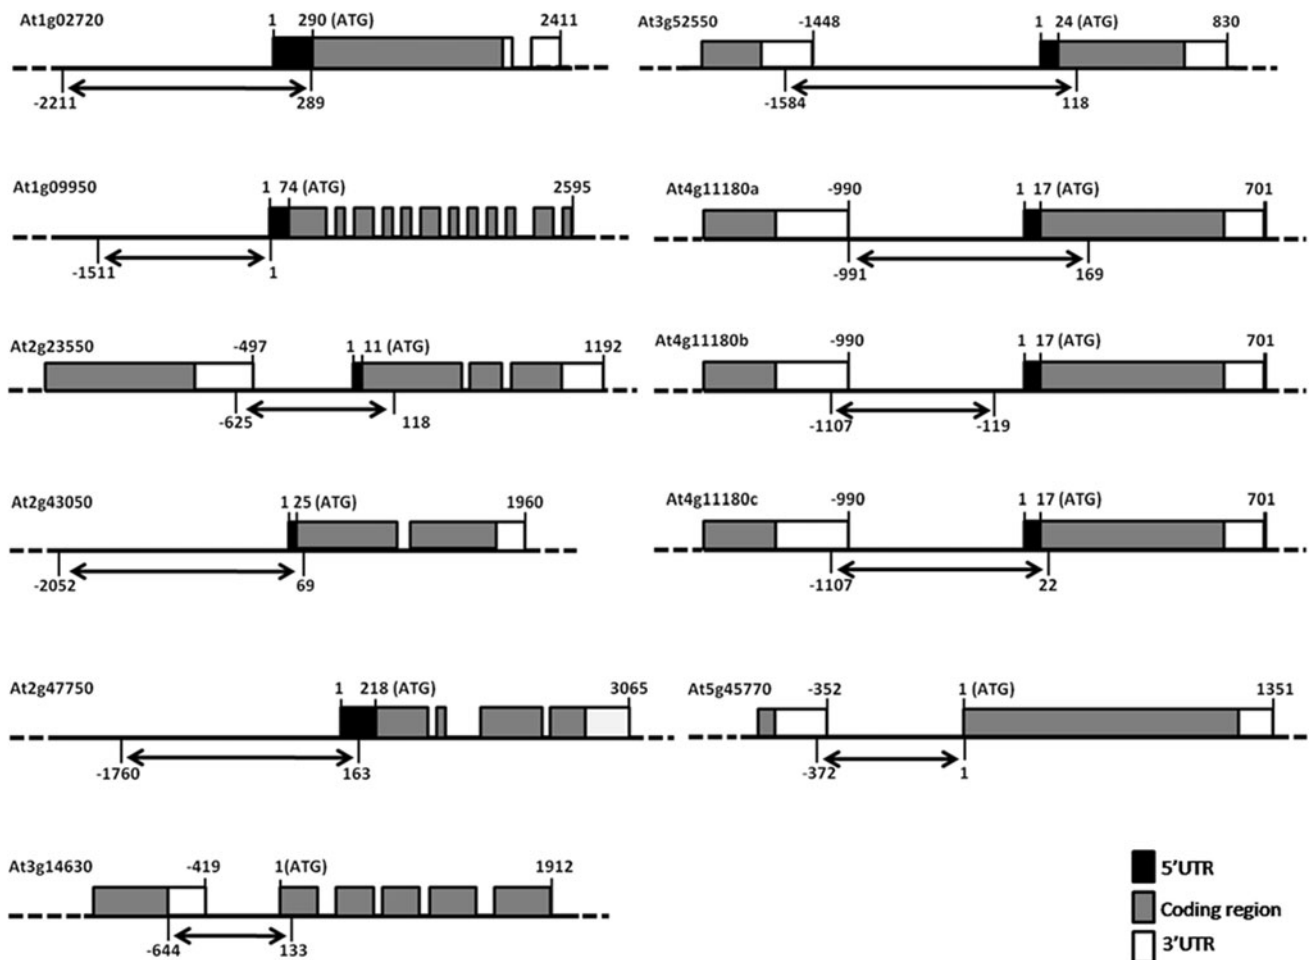 At1g02720 1 290 (ATG) 2411
-2211 289
At1g09950 1 74 (ATG) 2595
-1511 1
At2g23550 -497 1 11 (ATG) 1192
-625 118
At2g43050 1 25 (ATG) 1960
-2052 69
At2g47750 1 218 (ATG) 3065
-1760 163
At3g14630 -419 1(ATG) 1912
-644 133
At3g52550 -1448 1 24 (ATG) 830
-1584 118
At4g11180a -990 1 17 (ATG) 701
-991 169
At4g11180b -990 1 17 (ATG) 701
-1107 -119
At4g11180c -990 1 17 (ATG) 701
-1107 22
At5g45770 -352 1 (ATG) 1351
-372 1
5'UTR
Coding region
3'UTR